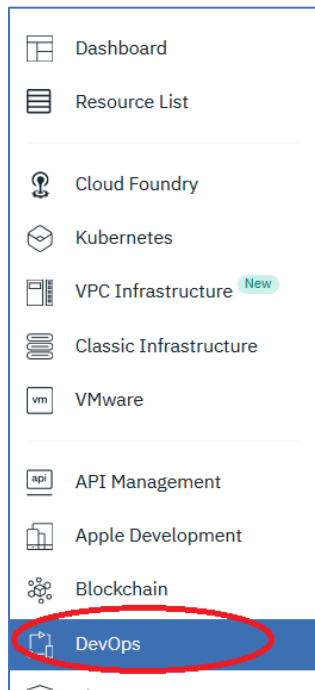 Dashboard
Resource List
Cloud Foundry
Kubernetes
VPC Infrastructure New
Classic Infrastructure
vm VMware
api API Management
Apple Development
Blockchain
DevOps